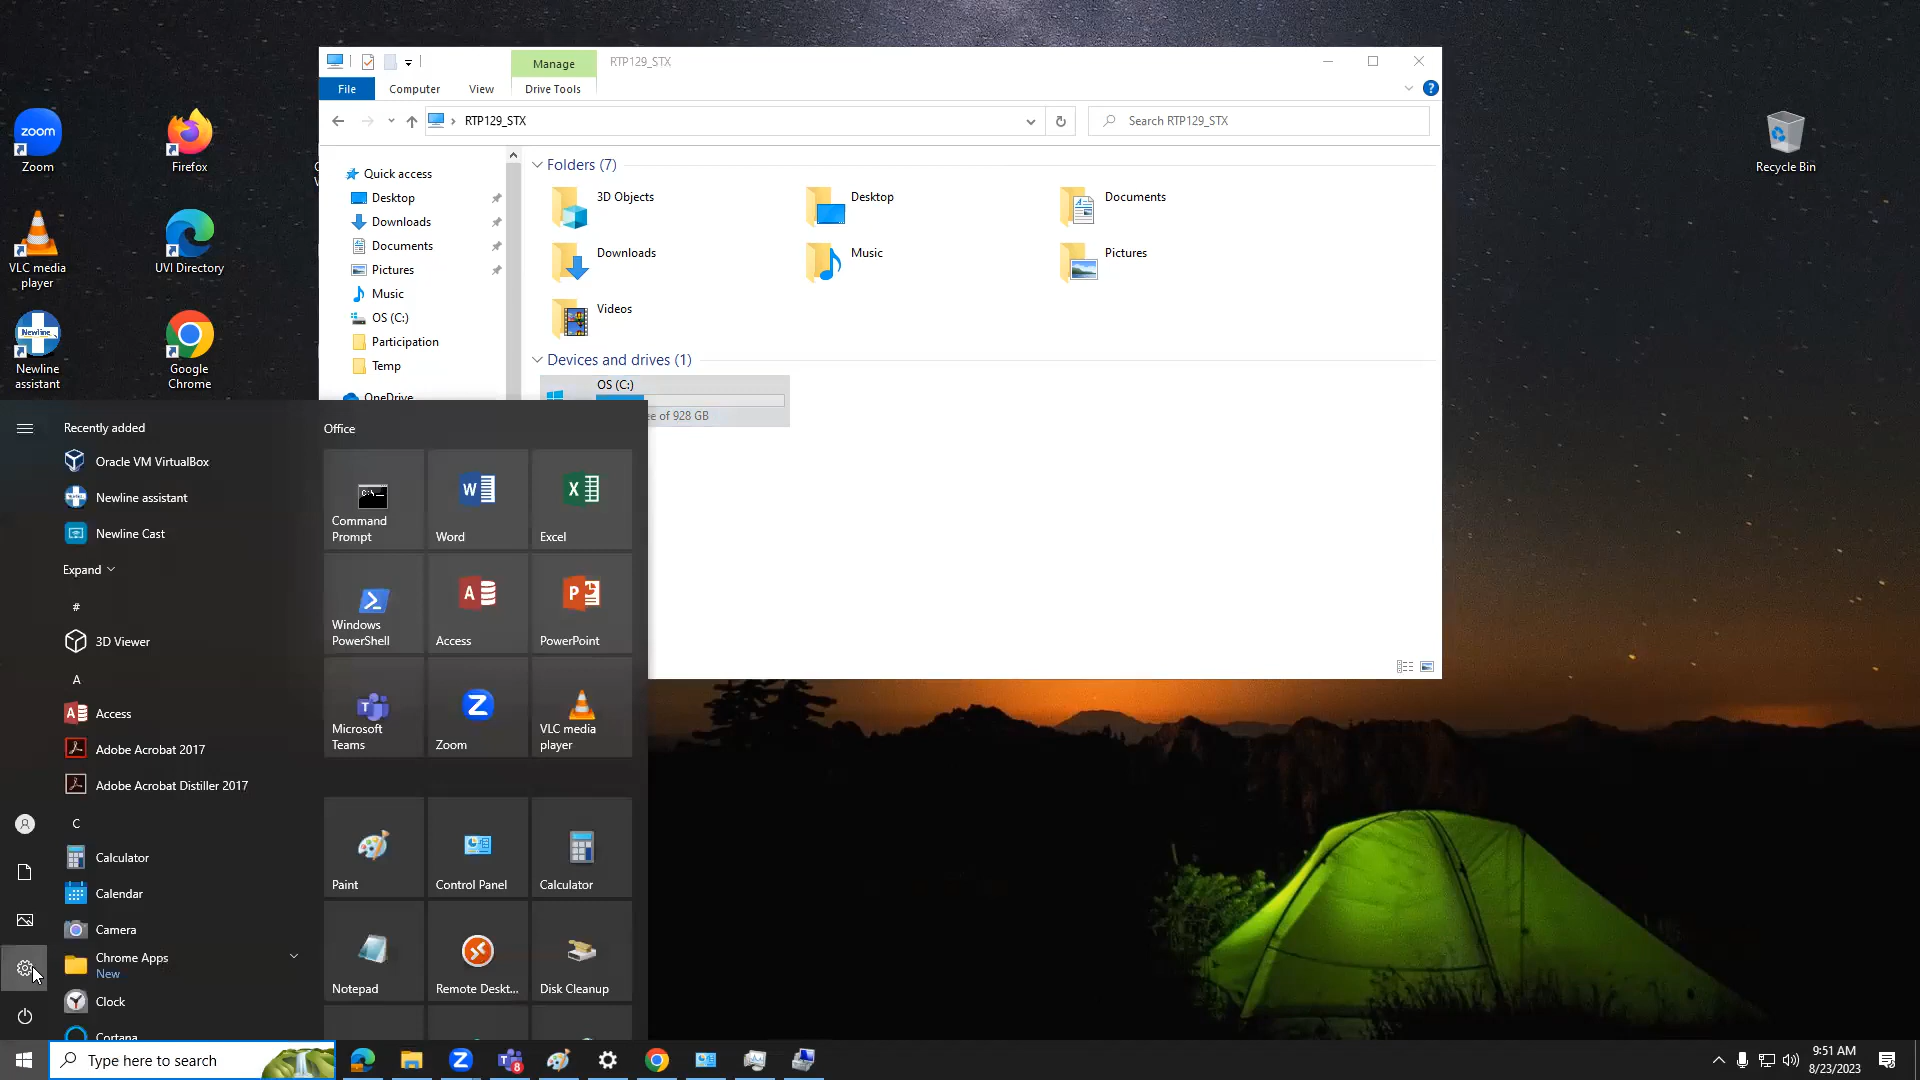 Manage
RTP129_STX
File
Computer
View
Drive Tools
RTP129_STX
Search RTP129_STX
zoom
Zoom
Firefox
Recycle Bin
VLC media
player
UVI Directory
Newline
Newline
assistant
Google
Chrome
Quick access
Desktop
Downloads
Documents
Pictures
Music
OS (C:)
Participation
Temp
OneDrive
Folders (7)
3D Objects
Desktop
Documents
Downloads
Music
Pictures
Videos
Devices and drives (1)
OS (C:)
ee of 928 GB
Recently added
Oracle VM VirtualBox
Newline assistant
Newline Cast
Expand
#
3D Viewer
A
Access
Adobe Acrobat 2017
Adobe Acrobat Distiller 2017
C
Calculator
Calendar
Camera
Chrome Apps
New
Clock
Cortana
Office
Command
Prompt
Word
Excel
Windows
PowerShell
Access
PowerPoint
Microsoft
Teams
Zoom
VLC media
player
Paint
Control Panel
Calculator
Notepad
Remote Deskt...
Disk Cleanup
Type here to search
8
9:51 AM
8/23/2023